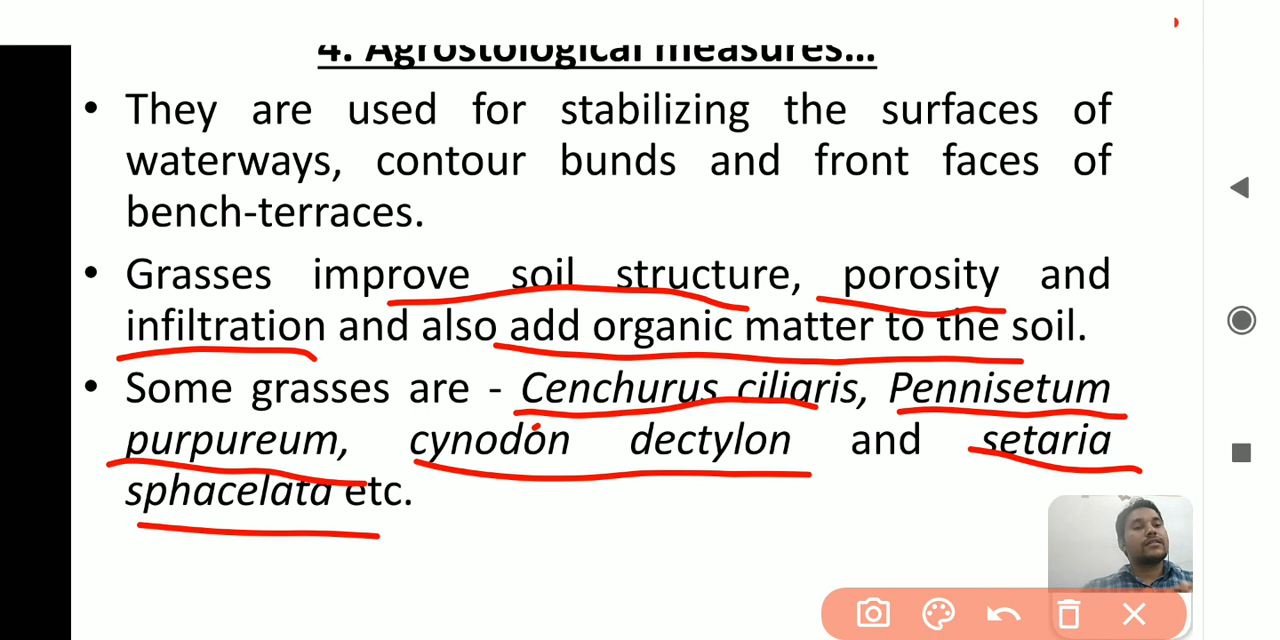 4. Agrostological measures...
• They are used for stabilizing the surfaces of
waterways, contour bunds and front faces of
bench-terraces.
• Grasses improve soil structure, porosity and
infiltration and also add organic matter to the soil.
• Some grasses are - Cenchurus ciliaris, Pennisetum
purpureum, cynodon dectylon and setaria
sphacelata etc.